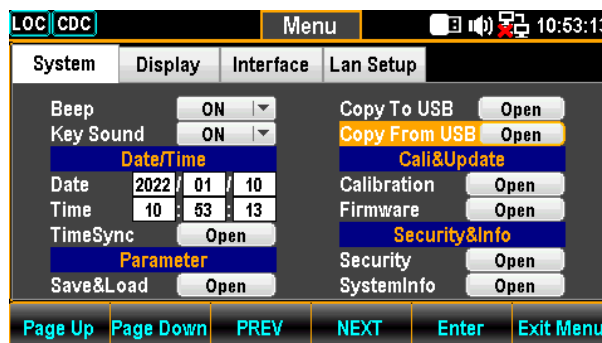 LOC CDC Menu 10:53:13
System Display Interface Lan Setup
Beep ON
Key Sound ON
Date/Time
Date 2022 / 01 / 10
Time 10 : 53 : 13
TimeSync Open
Parameter
Save&Load Open
Copy To USB Open
Copy From USB Open
Cali&Update
Calibration Open
Firmware Open
Security&Info
Security Open
SystemInfo Open
Page Up Page Down PREV NEXT Enter Exit Menu